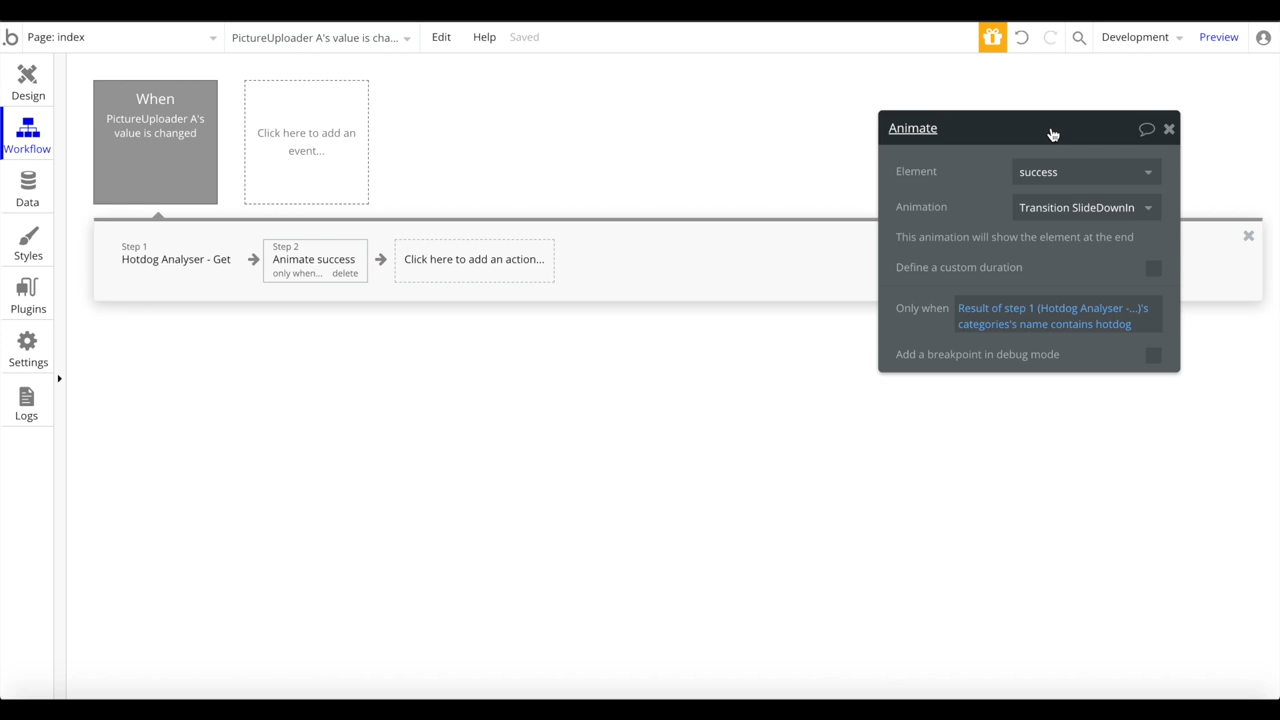 Page: index
PictureUploader A's value is cha...
Edit
Help
Saved
Development
Preview
Design
Workflow
Data
Styles
Plugins
Settings
Logs
When
PictureUploader A's
value is changed
Click here to add an
event...
Step 1
Hotdog Analyser - Get
Step 2
Animate success
only when... delete
Click here to add an action...
Animate
Element
success
Animation
Transition SlideDownIn
This animation will show the element at the end
Define a custom duration
Only when
Result of step 1 (Hotdog Analyser -...)'s
categories's name contains hotdog
Add a breakpoint in debug mode